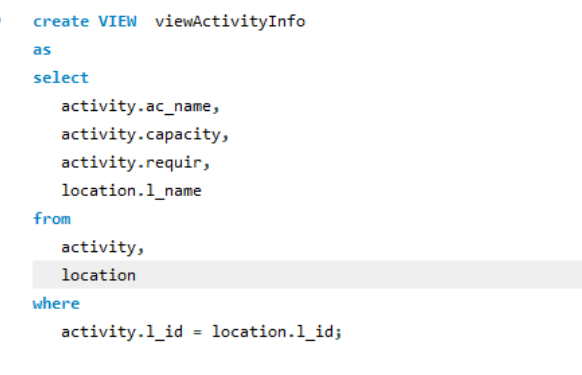 create VIEW viewActivityInfo
as
select
activity.ac_name,
activity.capacity,
activity.requir,
location.l_name
from
activity,
location
where
activity.l_id = location.l_id;